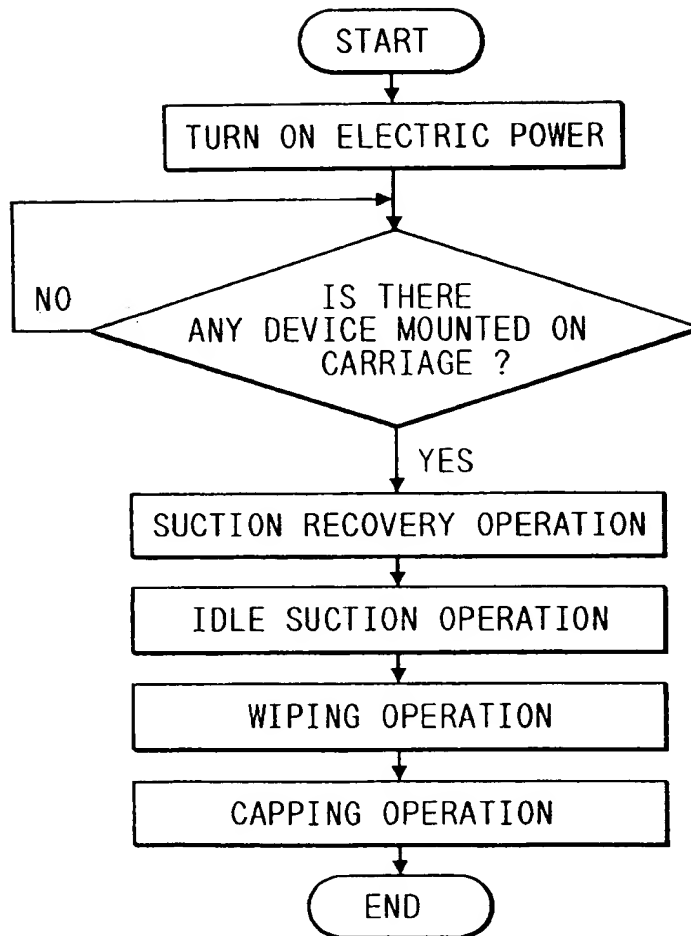 START
TURN ON ELECTRIC POWER
NO
IS THERE
ANY DEVICE MOUNTED ON
CARRIAGE ?
YES
SUCTION RECOVERY OPERATION
IDLE SUCTION OPERATION
WIPING OPERATION
CAPPING OPERATION
END